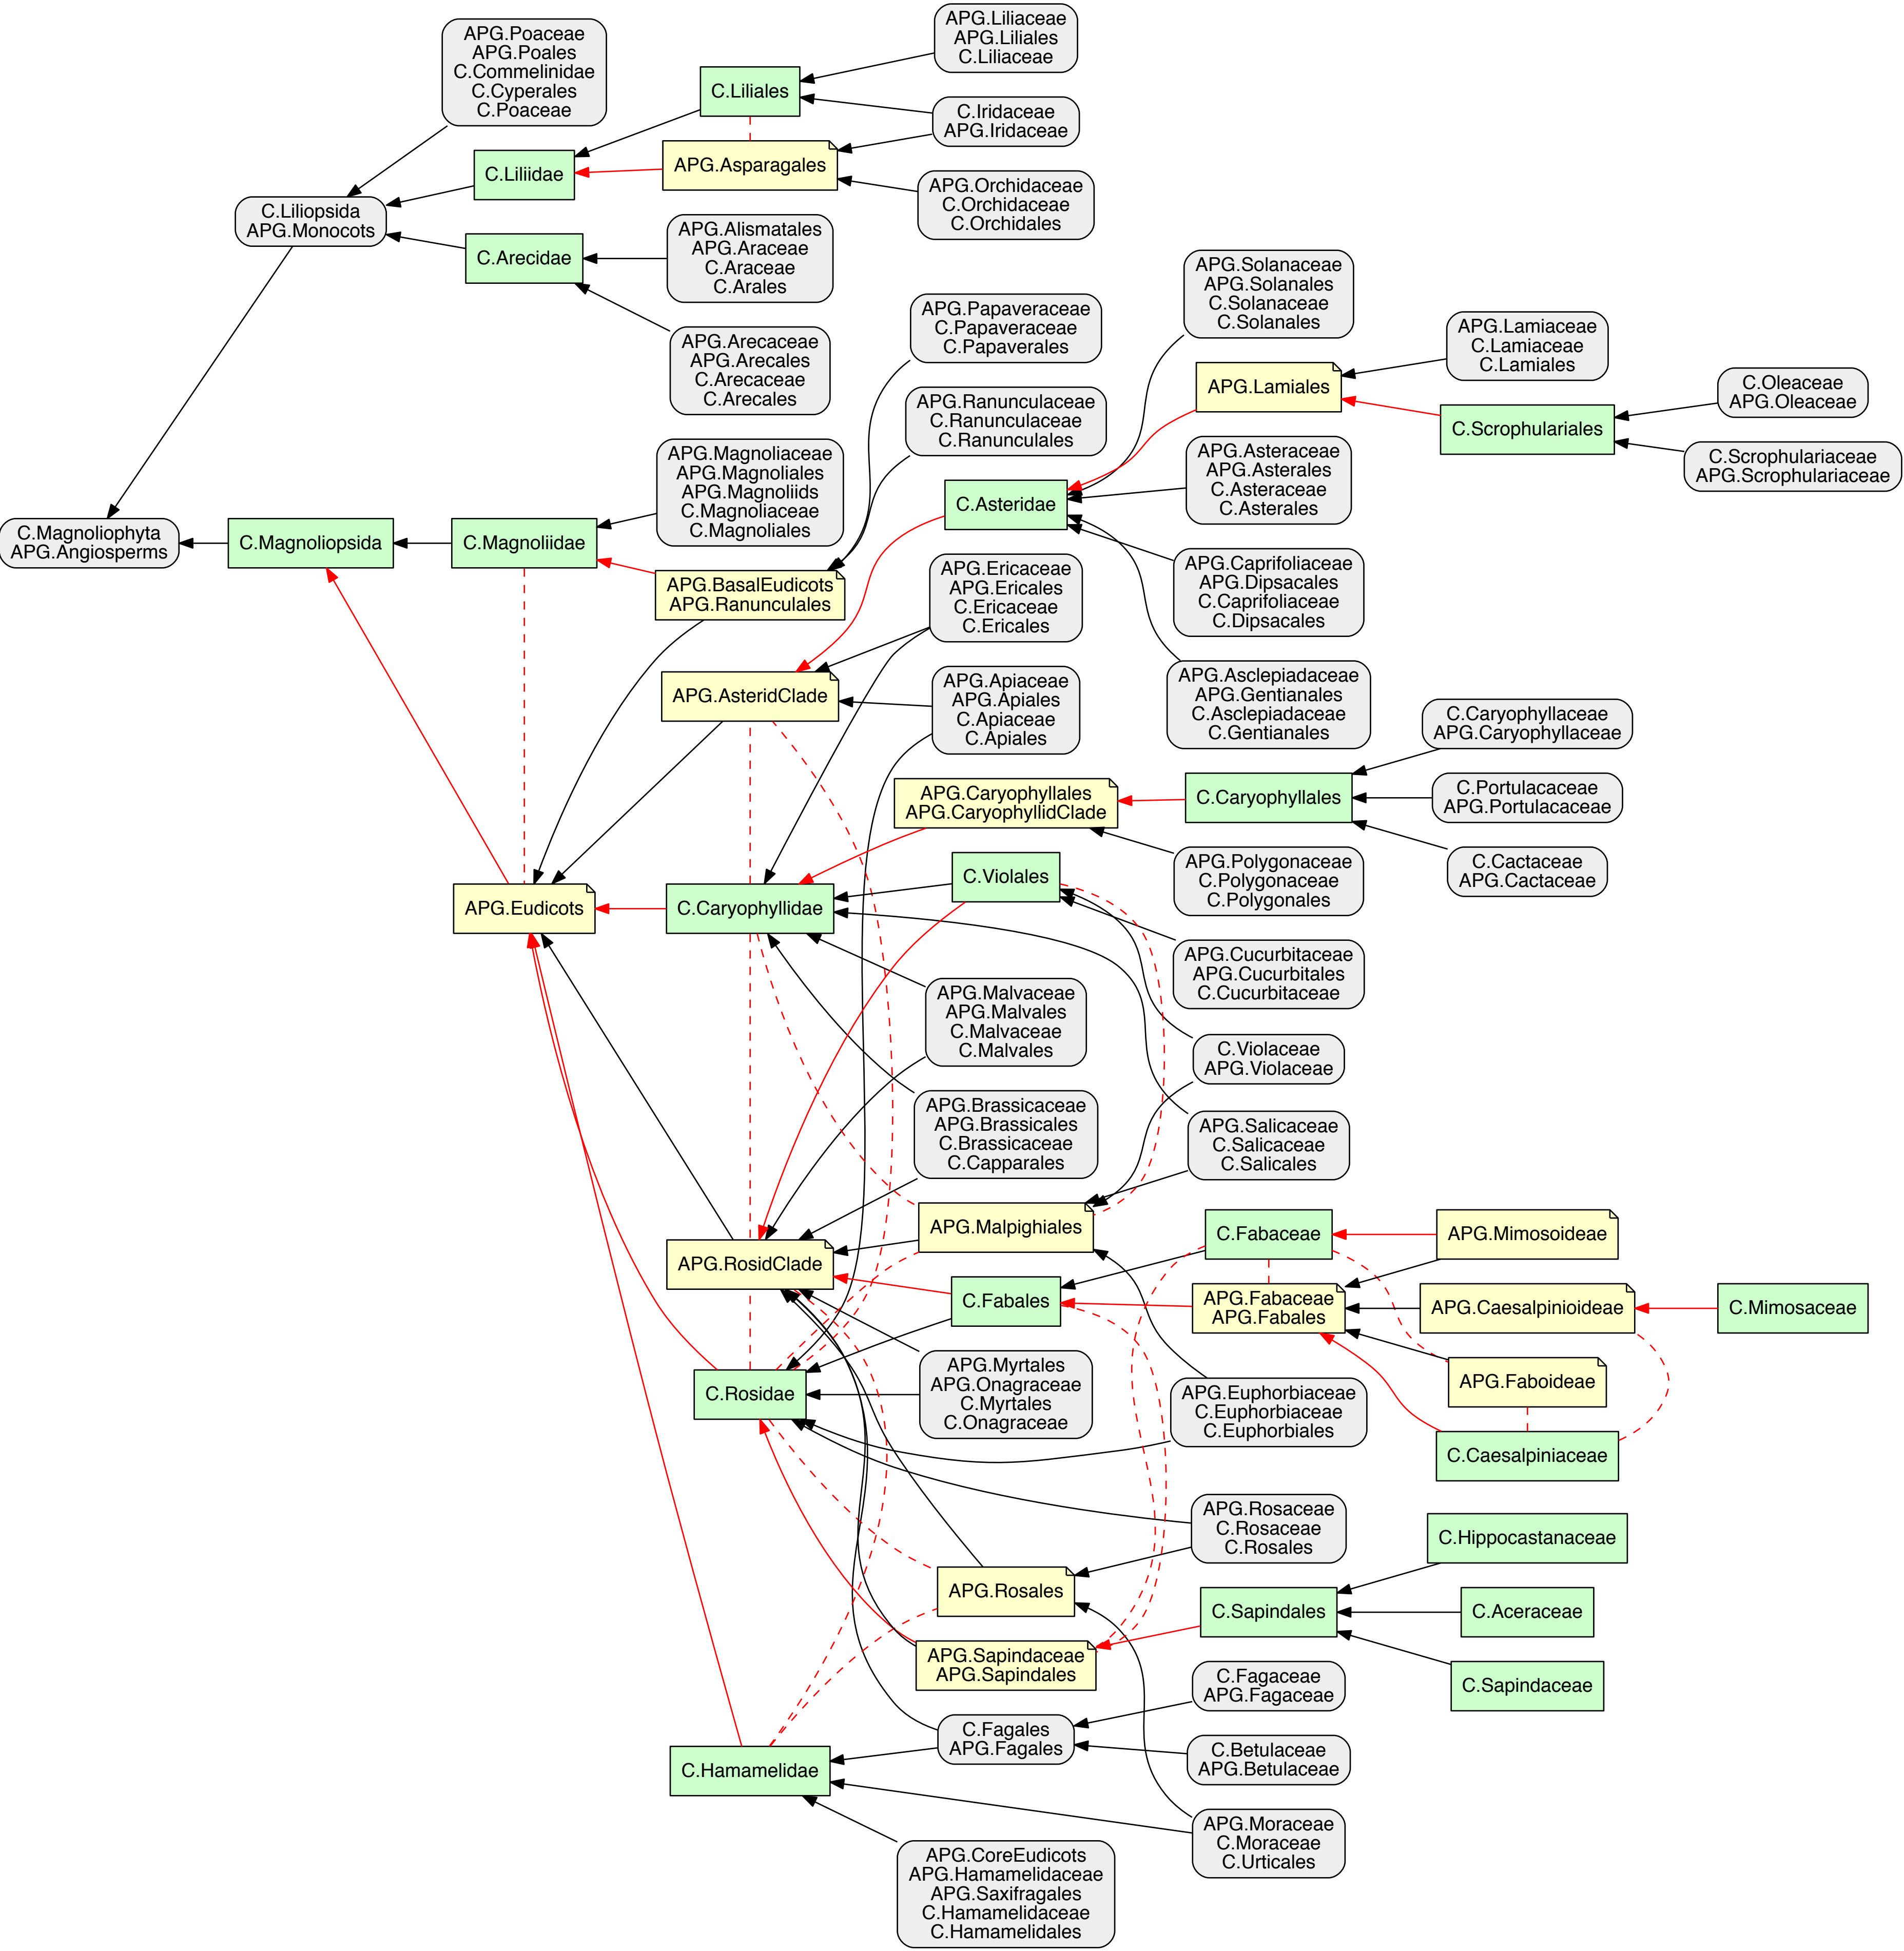 APG.Liliaceae
APG.Liliales
C.Liliaceae
APG.Poaceae
APG.Poales
C.Commelinidae
C.Cyperales
C.Poaceae
C.Liliales
C.Iridaceae
APG.Iridaceae
APG.Asparagales
C.Liliidae
APG.Orchidaceae
C.Orchidaceae
C.Orchidales
C.Liliopsida
APG.Monocots
C.Arecidae
APG.Alismatales
APG.Araceae
C.Araceae
C.Arales
APG.Arecaceae
APG.Arecales
C.Arecaceae
C.Arecales
APG.Papaveraceae
C.Papaveraceae
C.Papaverales
APG.Solanaceae
APG.Solanales
C.Solanaceae
C.Solanales
APG.Lamiaceae
C.Lamiaceae
C.Lamiales
APG.Lamiales
C.Oleaceae
APG.Oleaceae
C.Scrophulariales
C.Scrophulariaceae
APG.Scrophulariaceae
APG.Ranunculaceae
C.Ranunculaceae
C.Ranunculales
APG.Magnoliaceae
APG.Magnoliales
APG.Magnoliids
C.Magnoliaceae
C.Magnoliales
APG.Asteraceae
APG.Asterales
C.Asteraceae
C.Asterales
C.Asteridae
C.Magnoliophyta
APG.Angiosperms
C.Magnoliopsida
C.Magnoliidae
APG.BasalEudicots
APG.Ranunculales
APG.Ericaceae
APG.Ericales
C.Ericaceae
C.Ericales
APG.Caprifoliaceae
APG.Dipsacales
C.Caprifoliaceae
C.Dipsacales
APG.AsteridClade
APG.Apiaceae
APG.Apiales
C.Apiaceae
C.Apiales
APG.Asclepiadaceae
APG.Gentianales
C.Asclepiadaceae
C.Gentianales
C.Caryophyllaceae
APG.Caryophyllaceae
APG.Caryophyllales
APG.CaryophyllidClade
C.Caryophyllales
C.Portulacaceae
APG.Portulacaceae
C.Cactaceae
APG.Cactaceae
APG.Polygonaceae
C.Polygonaceae
C.Polygonales
C.Violales
APG.Eudicots
C.Caryophyllidae
APG.Cucurbitaceae
APG.Cucurbitales
C.Cucurbitaceae
APG.Malvaceae
APG.Malvales
C.Malvaceae
C.Malvales
C.Violaceae
APG.Violaceae
APG.Brassicaceae
APG.Brassicales
C.Brassicaceae
C.Capparales
APG.Salicaceae
C.Salicaceae
C.Salicales
APG.Malpighiales
C.Fabaceae
APG.Mimosoideae
APG.RosidClade
C.Fabales
APG.Fabaceae
APG.Fabales
APG.Caesalpinioideae
C.Mimosaceae
C.Rosidae
APG.Myrtales
APG.Onagraceae
C.Myrtales
C.Onagraceae
APG.Euphorbiaceae
C.Euphorbiaceae
C.Euphorbiales
APG.Faboideae
C.Caesalpiniaceae
APG.Rosaceae
C.Rosaceae
C.Rosales
C.Hippocastanaceae
APG.Rosales
C.Sapindales
C.Aceraceae
APG.Sapindaceae
APG.Sapindales
C.Sapindaceae
C.Fagaceae
APG.Fagaceae
C.Fagales
APG.Fagales
C.Betulaceae
APG.Betulaceae
C.Hamamelidae
APG.Moraceae
C.Moraceae
C.Urticales
APG.CoreEudicots
APG.Hamamelidaceae
APG.Saxifragales
C.Hamamelidaceae
C.Hamamelidales